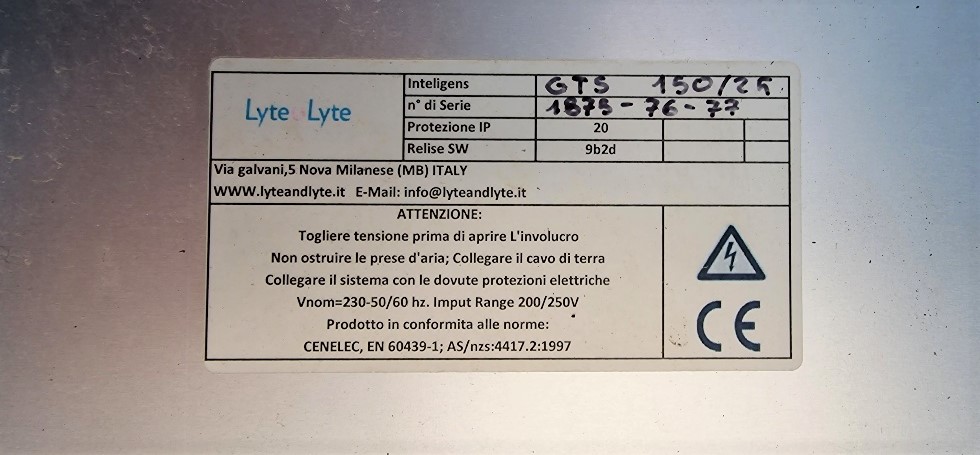 Lyte Lyte
Inteligens GTS 150/25
n° di Serie 1875-76-77
Protezione IP 20
Relise SW 9b2d
Via galvani,5 Nova Milanese (MB) ITALY
WWW.lyteandlyte.it E-Mail: info@lyteandlyte.it
ATTENZIONE:
Togliere tensione prima di aprire L'involucro
Non ostruire le prese d'aria; Collegare il cavo di terra
Collegare il sistema con le dovute protezioni elettriche
Vnom=230-50/60 hz. Imput Range 200/250V
Prodotto in conformita alle norme:
CENELEC, EN 60439-1; AS/nzs:4417.2:1997
CE